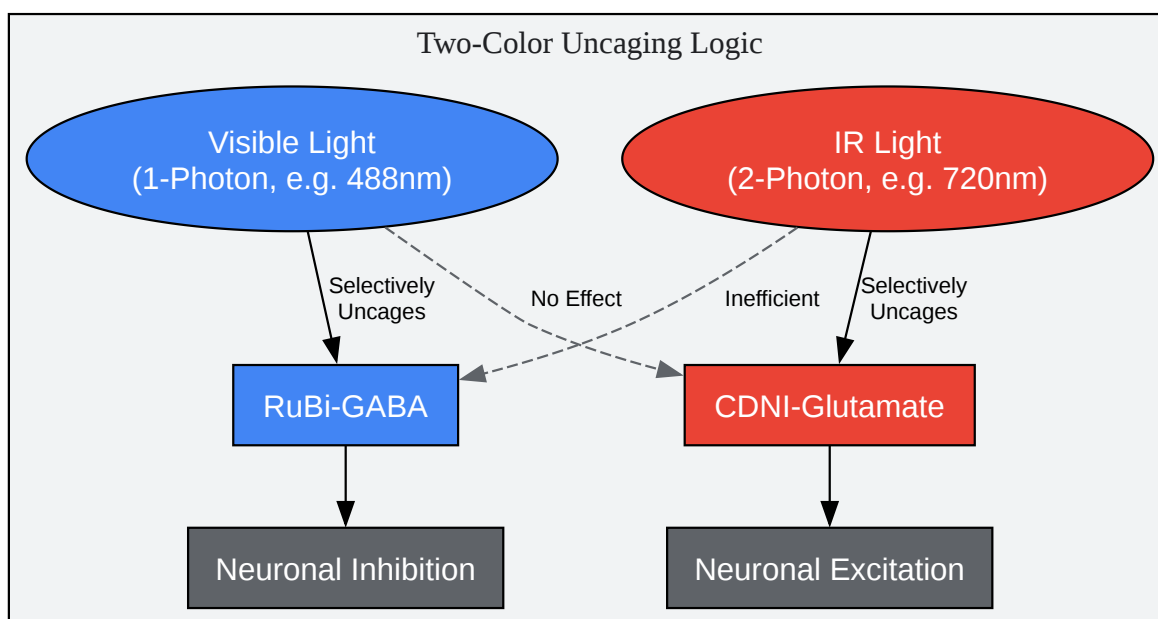 Two-Color Uncaging Logic
Visible Light
(1-Photon, e.g. 488nm)
IR Light
(2-Photon, e.g. 720nm)
Selectively
Uncages
No Effect
Inefficient
Selectively
Uncages
RuBi-GABA
CDNI-Glutamate
Neuronal Inhibition
Neuronal Excitation